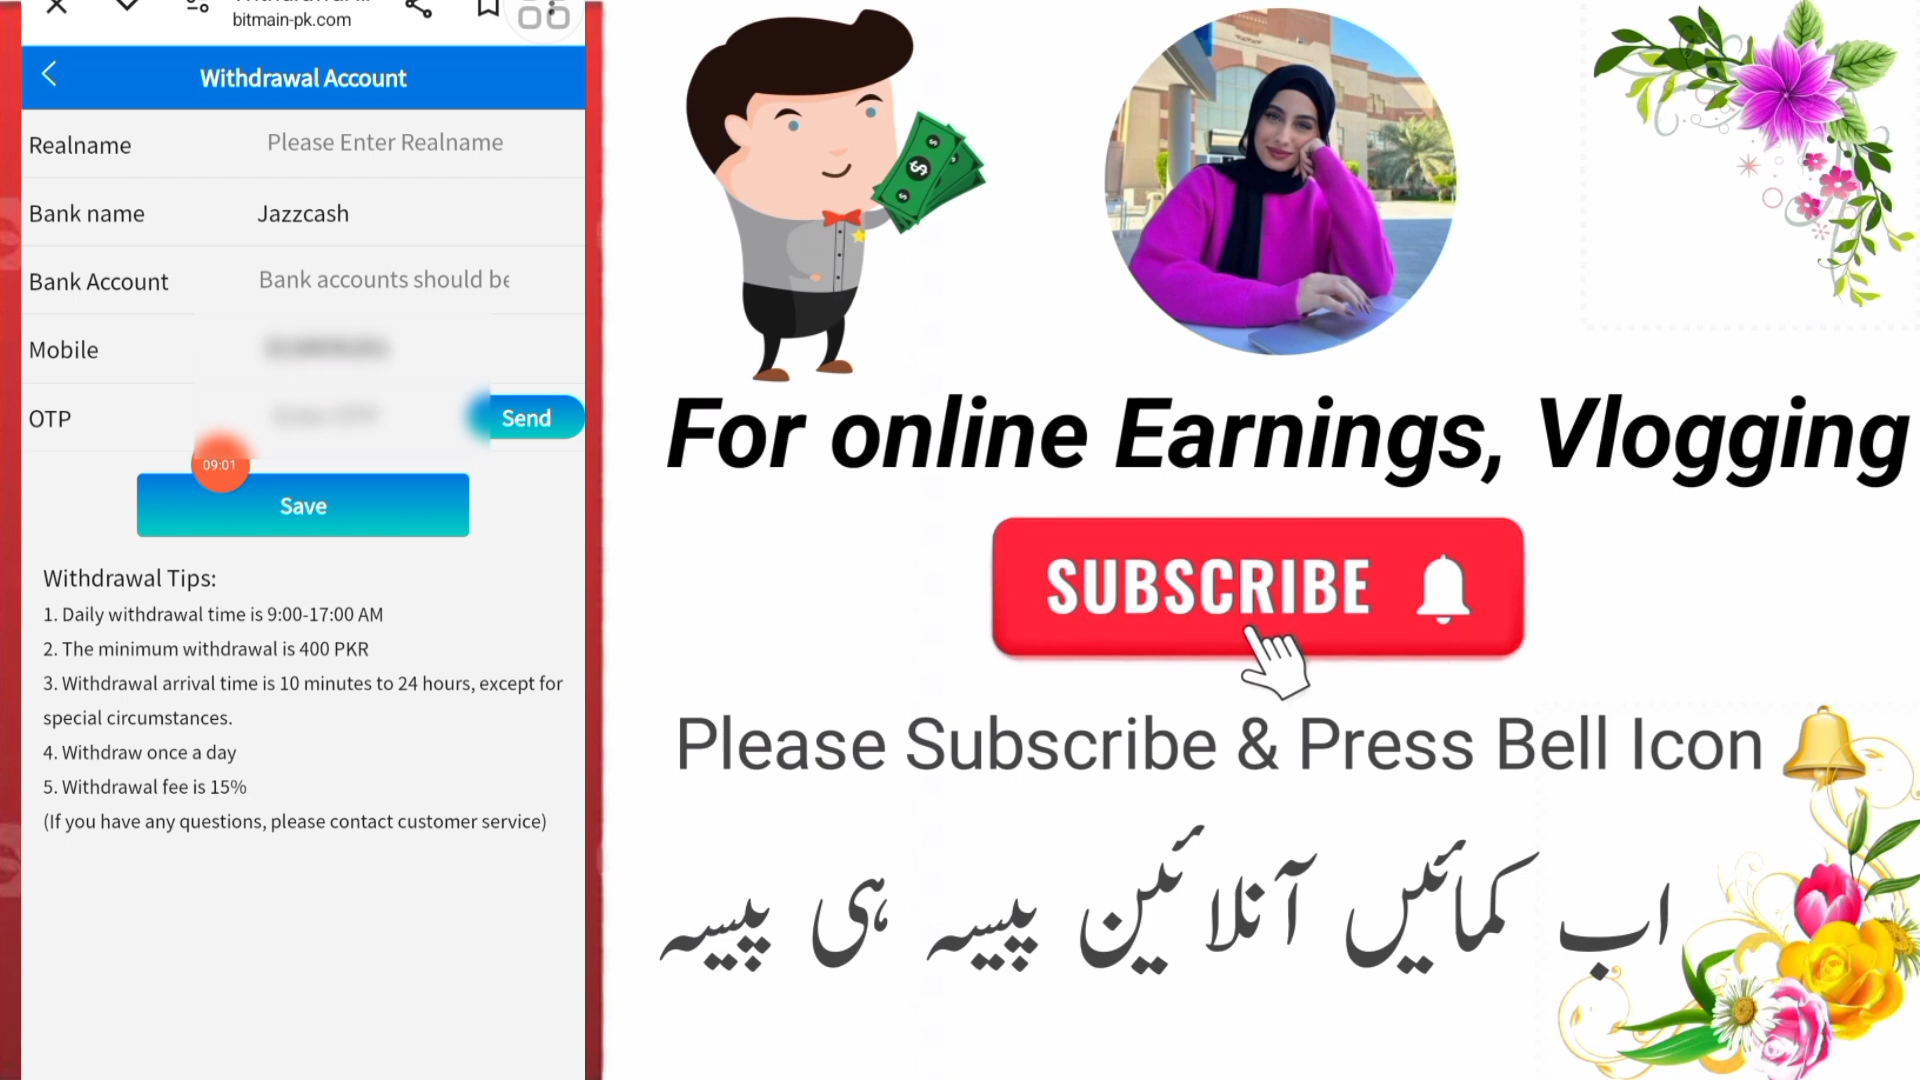 bitmain-pk.com
Withdrawal Account
Realname Please Enter Realname
Bank name Jazzcash
Bank Account Bank accounts should be
Mobile
OTP Send
09:01
Save
Withdrawal Tips:
1. Daily withdrawal time is 9:00-17:00 AM
2. The minimum withdrawal is 400 PKR
3. Withdrawal arrival time is 10 minutes to 24 hours, except for
special circumstances.
4. Withdraw once a day
5. Withdrawal fee is 15%
(If you have any questions, please contact customer service)
For online Earnings, Vlogging
SUBSCRIBE
Please Subscribe & Press Bell Icon
اب کمائیں آنلائین پیسہ ہی پیسہ